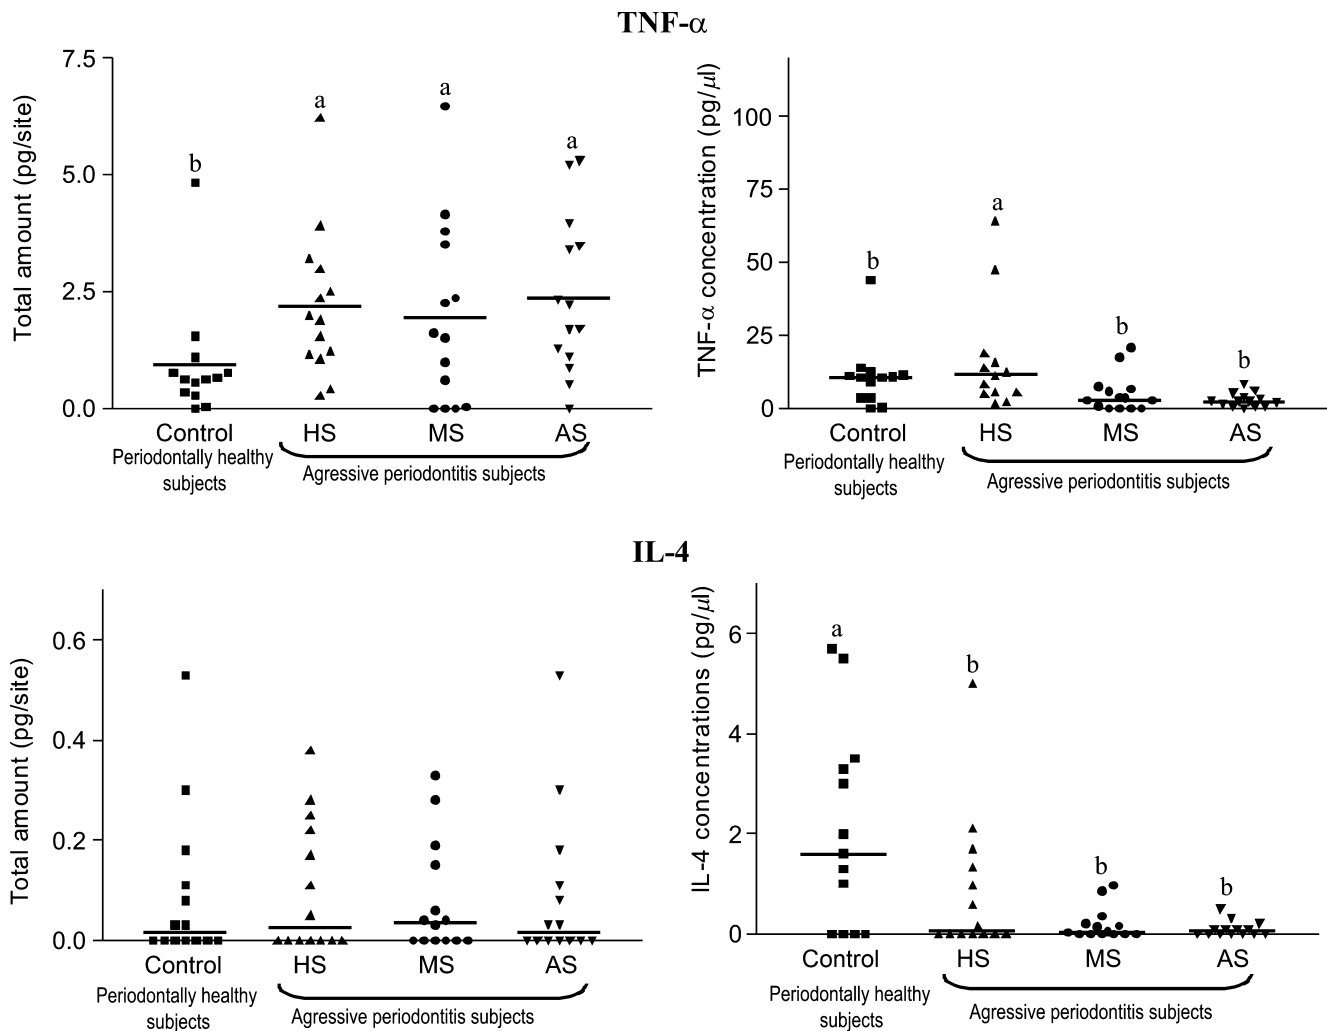 TNF-α
Total amount (pg/site)
7.5
5.0
2.5
0.0
b
a
a
a
Control
HS
MS
AS
Periodontally healthy
subjects
Agressive periodontitis subjects
TNF-α concentration (pg/µl)
100
75
50
25
0
b
a
b
b
Control
HS
MS
AS
Periodontally healthy
subjects
Agressive periodontitis subjects
IL-4
Total amount (pg/site)
0.6
0.4
0.2
0.0
Control
HS
MS
AS
Periodontally healthy
subjects
Agressive periodontitis subjects
IL-4 concentrations (pg/µl)
6
4
2
0
a
b
b
b
Control
HS
MS
AS
Periodontally healthy
subjects
Agressive periodontitis subjects